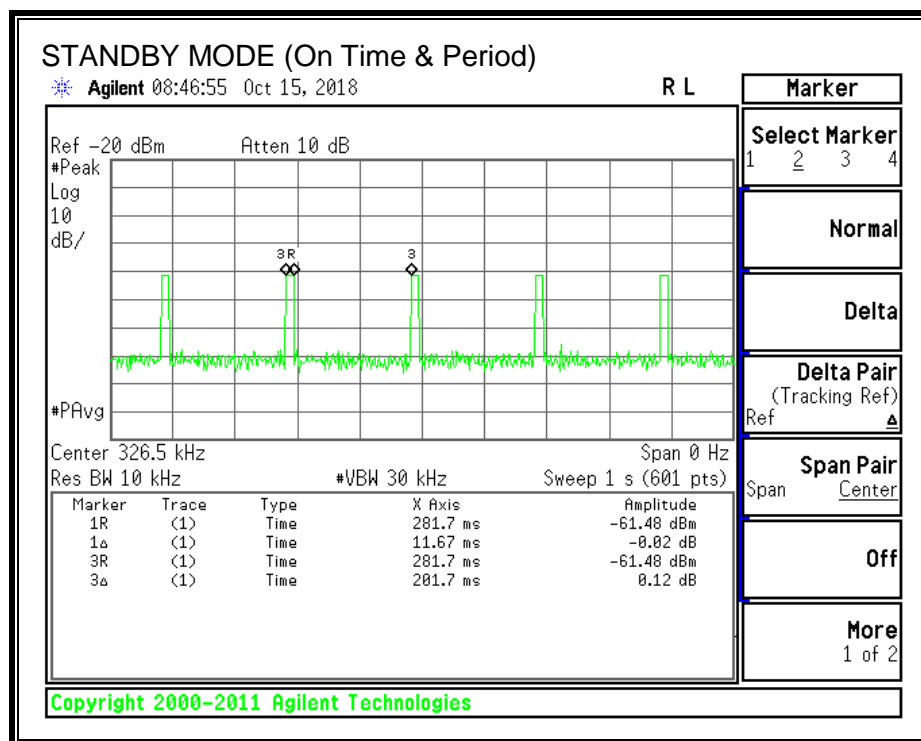 STANDBY MODE (On Time & Period)
Agilent 08:46:55 Oct 15, 2018 R L
Ref -20 dBm Atten 10 dB
#Peak
Log
10
dB/
3R 3
#PAvg
Center 326.5 kHz Span 0 Hz
Res BW 10 kHz #VBW 30 kHz Sweep 1 s (601 pts)
Marker Trace Type X Axis Amplitude
1R (1) Time 281.7 ms -61.48 dBm
1Δ (1) Time 11.67 ms -0.02 dB
3R (1) Time 281.7 ms -61.48 dBm
3Δ (1) Time 201.7 ms 0.12 dB
Copyright 2000-2011 Agilent Technologies
Marker
Select Marker
1 2 3 4
Normal
Delta
Delta Pair
(Tracking Ref)
Ref Δ
Span Pair
Span Center
Off
More
1 of 2